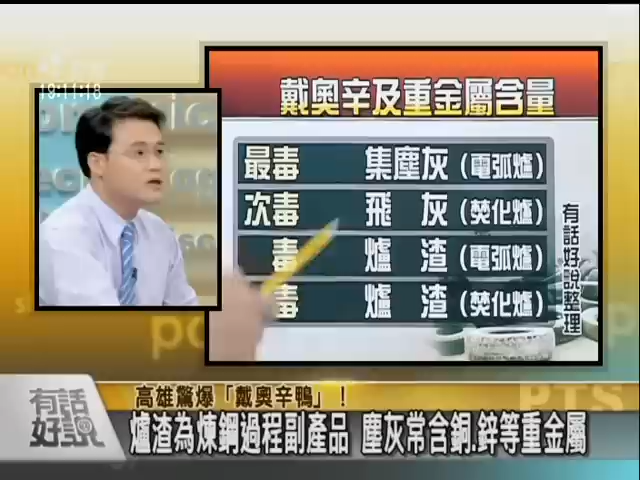 19:11:18
戴奧辛及重金屬含量
最毒 集塵灰(電弧爐)
次毒 飛 灰(焚化爐)
毒 爐 渣(電弧爐)
毒 爐 渣(焚化爐)
有話好說整理
PTS
有話好說
高雄驚爆「戴奧辛鴨」!
爐渣為煉鋼過程副產品 塵灰常含銅.鋅等重金屬